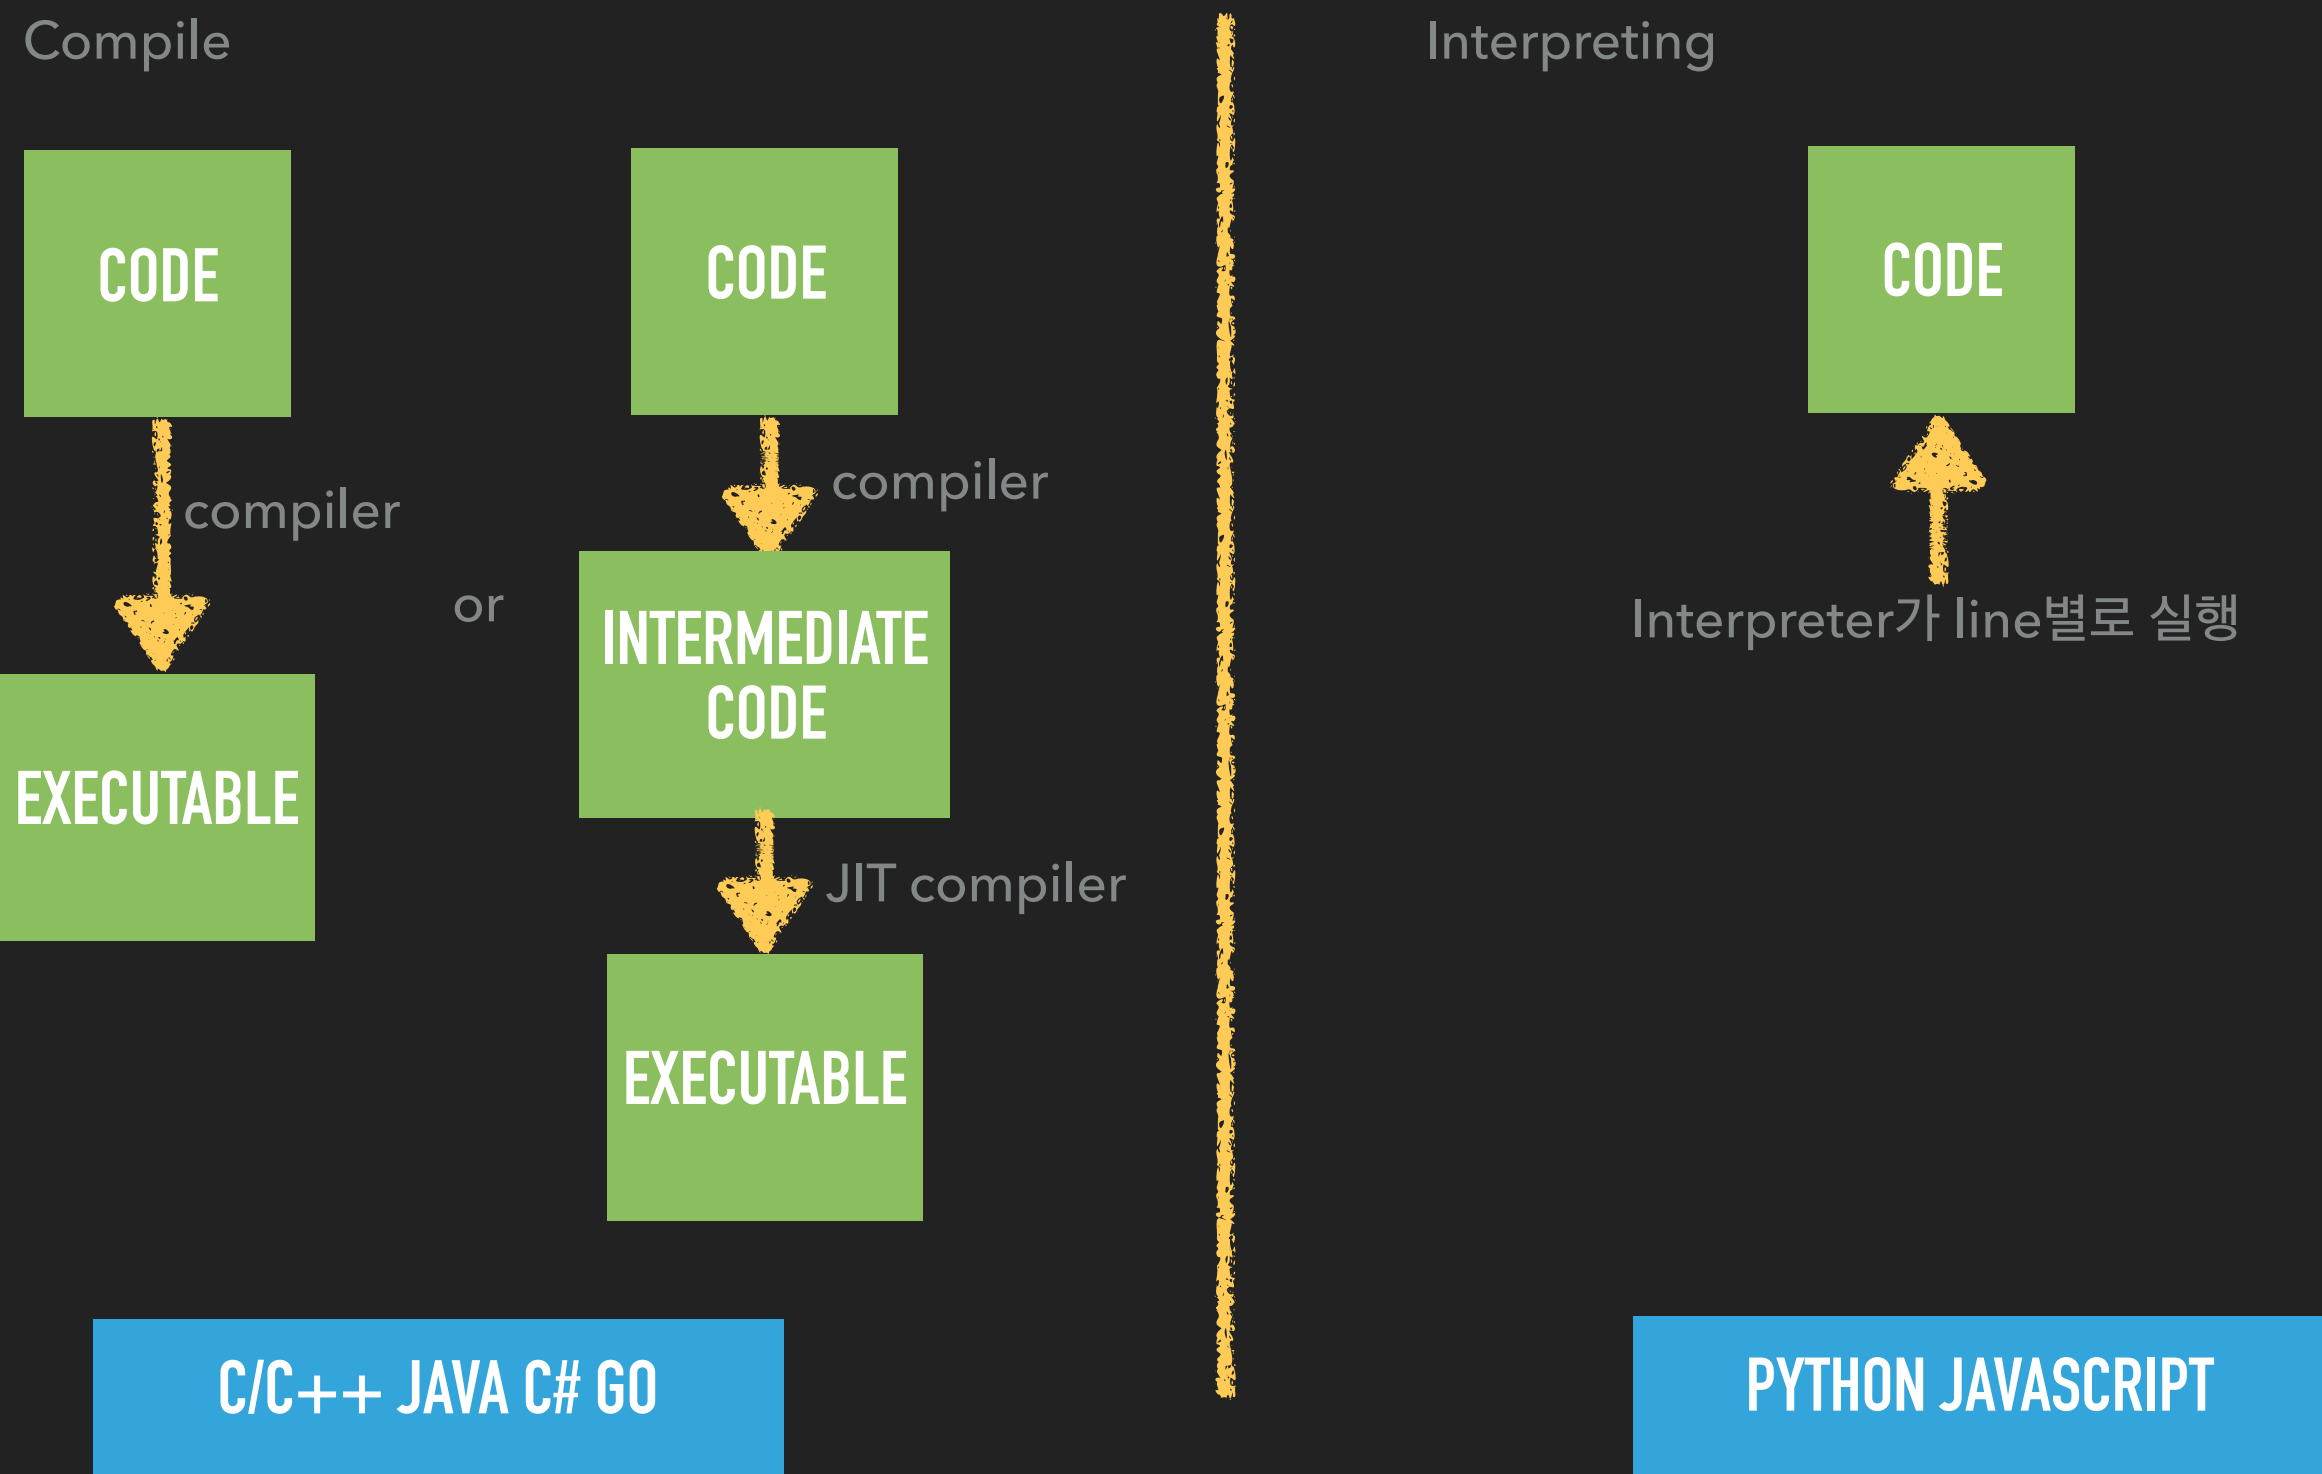 Compile
CODE
compiler
EXECUTABLE
or
CODE
compiler
INTERMEDIATE
CODE
JIT compiler
EXECUTABLE
C/C++ JAVA C# GO
Interpreting
CODE
Interpreter가 line별로 실행
PYTHON JAVASCRIPT